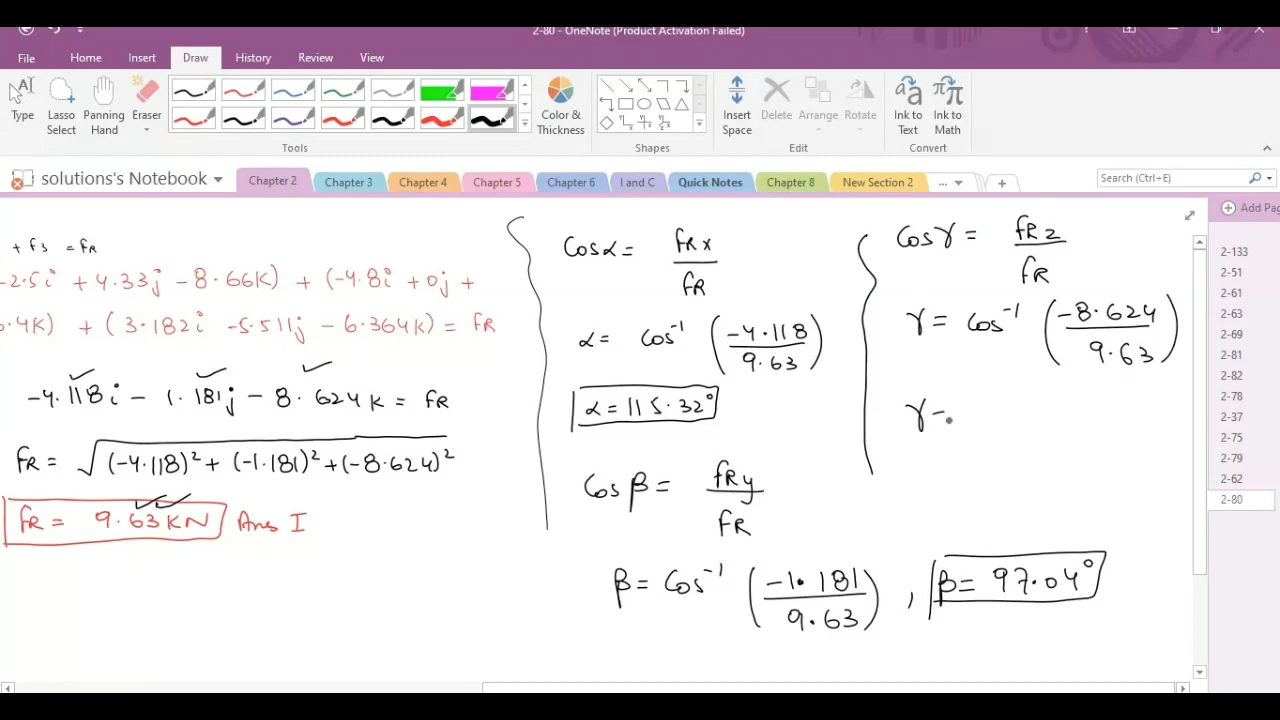 2-80 - OneNote (Product Activation Failed)
File Home Insert Draw History Review View
Type
Lasso Select
Panning Hand
Eraser
Color & Thickness
Insert Space
Delete
Arrange
Rotate
Ink to Text
Ink to Math
Tools
Shapes
Edit
Convert
solutions's Notebook
Chapter 2 Chapter 3 Chapter 4 Chapter 5 Chapter 6 I and C Quick Notes Chapter 8 New Section 2 ... +
Search (Ctrl+E)
Add Pag
2-133
2-51
2-61
2-63
2-69
2-81
2-82
2-78
2-37
2-75
2-79
2-62
2-80
+ f3 = fR
-2.5i + 4.33j - 8.66K) + (-4.8i + 0j +
6.4K) + (3.182i - 5.511j - 6.364K) = fR
-4.118i - 1.181j - 8.624K = fR
fR = √(-4.118)² + (-1.181)² + (-8.624)²
fR = 9.63 KN Ans I
Cosα = fRx / fR
α = Cos⁻¹ (-4.118 / 9.63)
α = 115.32°
Cos β = fRy / fR
β = Cos⁻¹ (-1.181 / 9.63) , β = 97.04°
Cosγ = fRz / fR
γ = Cos⁻¹ (-8.624 / 9.63)
γ -